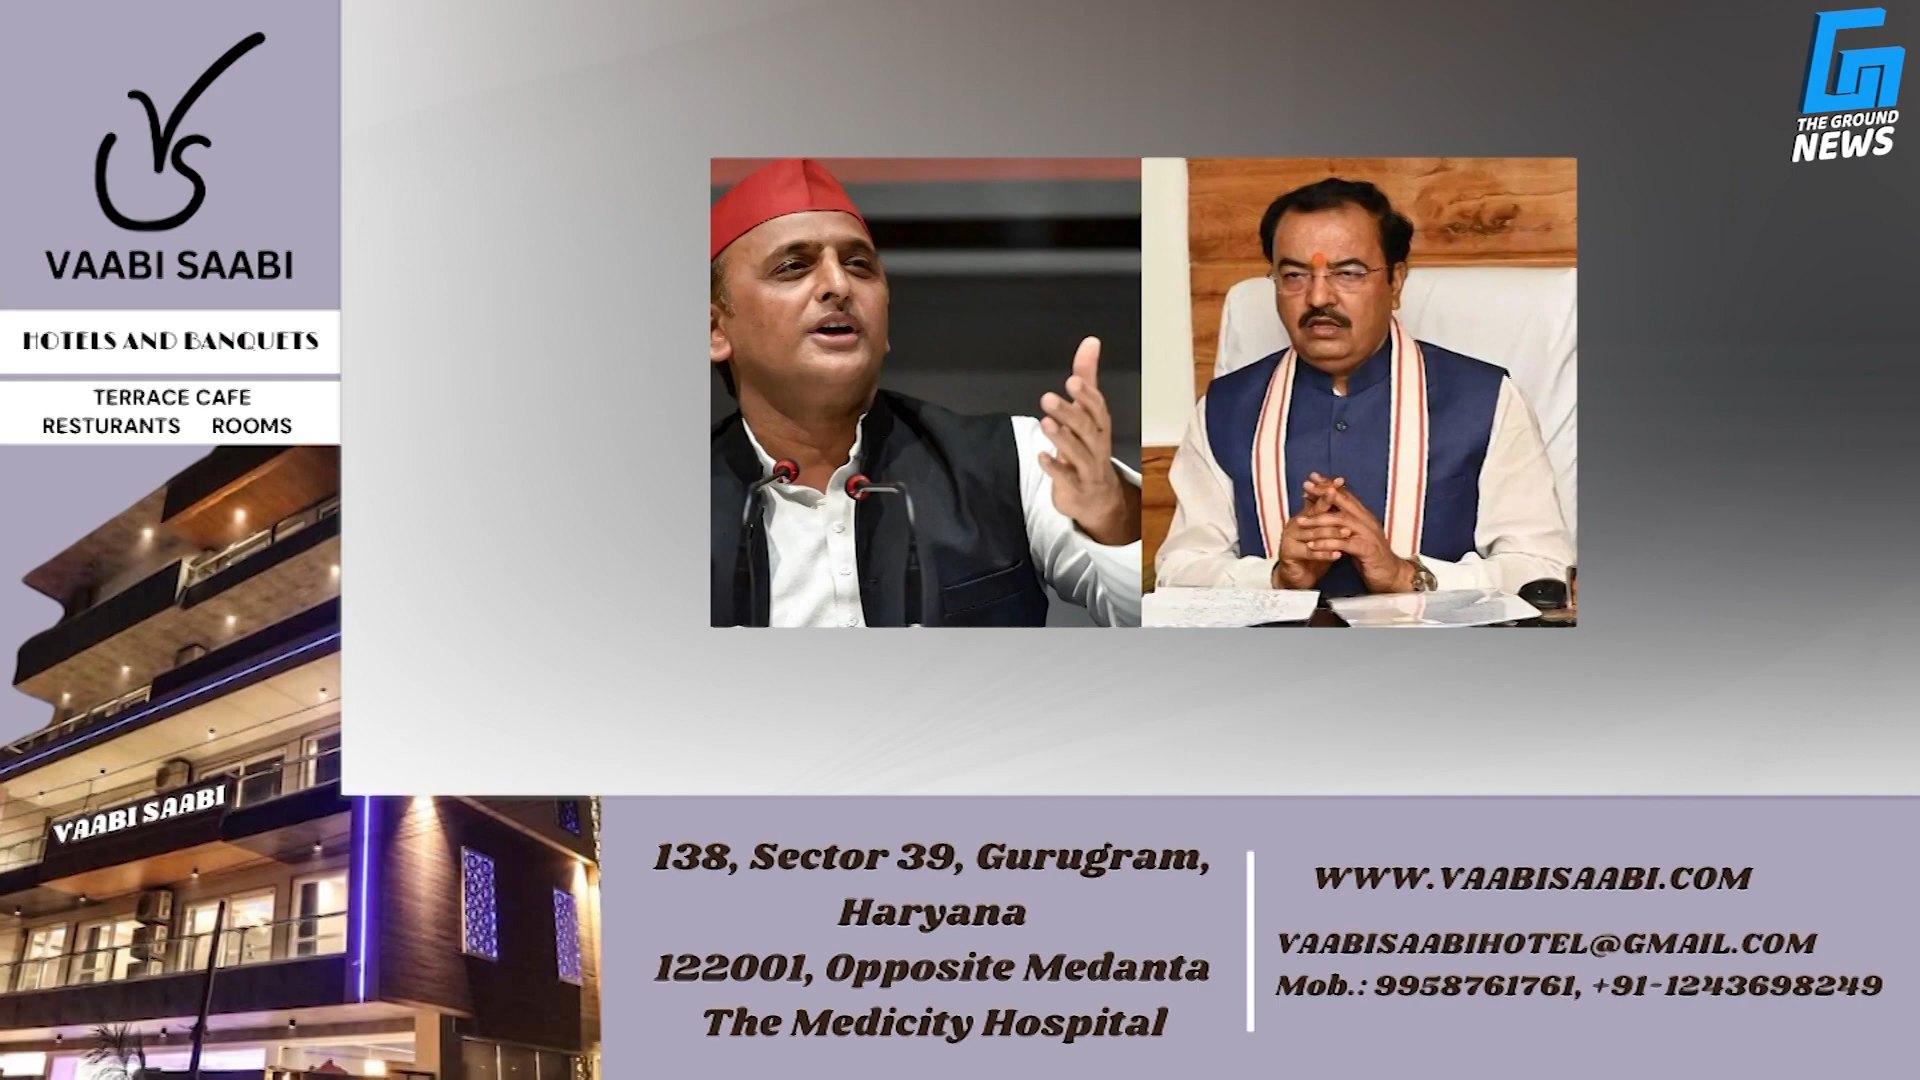 VAABI SAABI
HOTELS AND BANQUETS
TERRACE CAFE
RESTURANTS ROOMS
VAABI SAABI
THE GROUND
NEWS
138, Sector 39, Gurugram,
Haryana
122001, Opposite Medanta
The Medicity Hospital
WWW.VAABISAABI.COM
VAABISAABIHOTEL@GMAIL.COM
Mob.: 9958761761, +91-1243698249